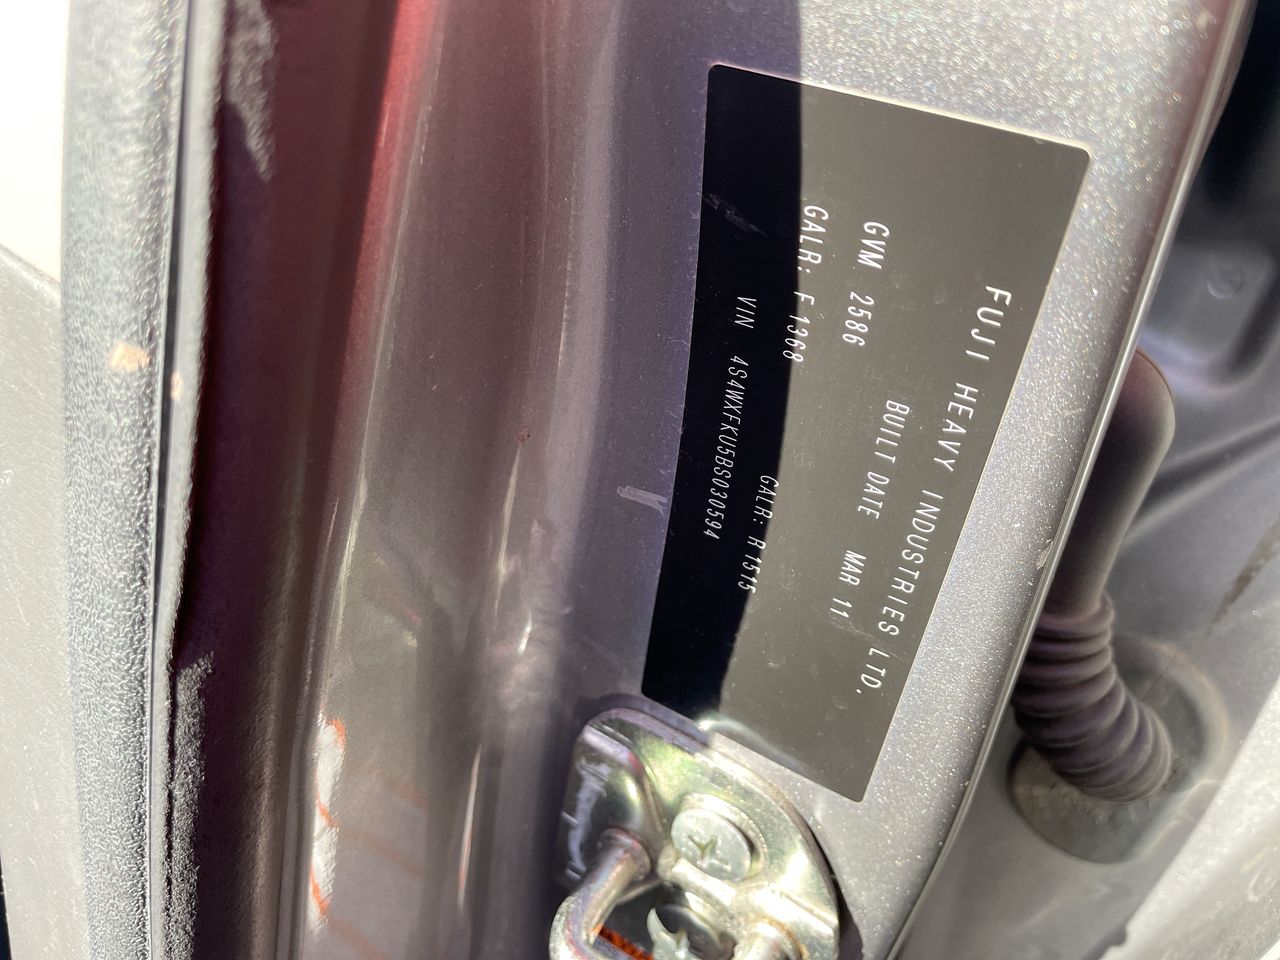 FUJI HEAVY INDUSTRIES LTD.
BUILT DATE MAR 11
GVM 2586
GALR: F 1368 GALR: R 1515
VIN 4S4WXFKU5BS030594